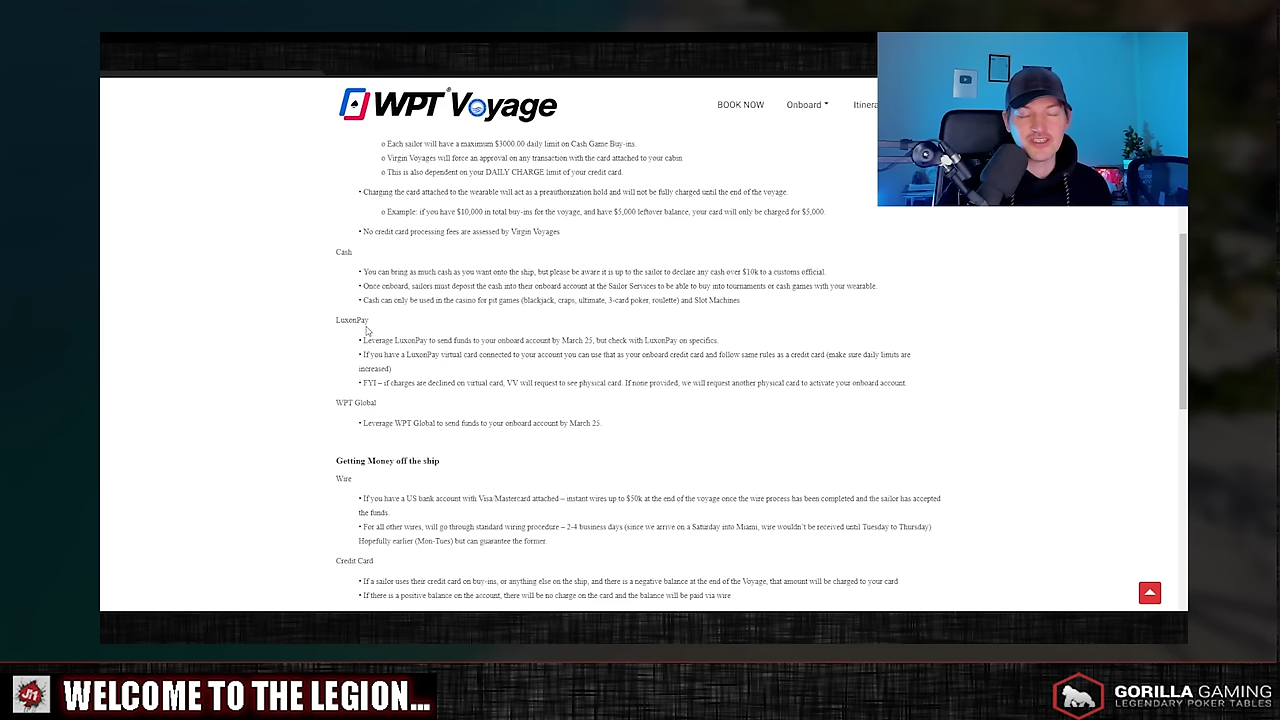 WPT Voyage
BOOK NOW Onboard Itinera
o Each sailor will have a maximum $3000.00 daily limit on Cash Game Buy-ins.
o Virgin Voyages will force an approval on any transaction with the card attached to your cabin
o This is also dependent on your DAILY CHARGE limit of your credit card.
• Charging the card attached to the wearable will act as a preauthorization hold and will not be fully charged until the end of the voyage.
o Example: if you have $10,000 in total buy-ins for the voyage, and have $5,000 leftover balance, your card will only be charged for $5,000.
• No credit card processing fees are assessed by Virgin Voyages
Cash
• You can bring as much cash as you want onto the ship, but please be aware it is up to the sailor to declare any cash over $10k to a customs official.
• Once onboard, sailors must deposit the cash into their onboard account at the Sailor Services to be able to buy into tournaments or cash games with your wearable.
• Cash can only be used in the casino for pit games (blackjack, craps, ultimate, 3-card poker, roulette) and Slot Machines
LuxonPay
• Leverage LuxonPay to send funds to your onboard account by March 25, but check with LuxonPay on specifics.
• If you have a LuxonPay virtual card connected to your account you can use that as your onboard credit card and follow same rules as a credit card (make sure daily limits are
increased)
• FYI – if charges are declined on virtual card, VV will request to see physical card. If none provided, we will request another physical card to activate your onboard account.
WPT Global
• Leverage WPT Global to send funds to your onboard account by March 25.
Getting Money off the ship
Wire
• If you have a US bank account with Visa/Mastercard attached – instant wires up to $50k at the end of the voyage once the wire process has been completed and the sailor has accepted
the funds.
• For all other wires, will go through standard wiring procedure – 2-4 business days (since we arrive on a Saturday into Miami, wire wouldn't be received until Tuesday to Thursday)
Hopefully earlier (Mon-Tues) but can guarantee the former.
Credit Card
• If a sailor uses their credit card on buy-ins, or anything else on the ship, and there is a negative balance at the end of the Voyage, that amount will be charged to your card
• If there is a positive balance on the account, there will be no charge on the card and the balance will be paid via wire
WELCOME TO THE LEGION...
GORILLA GAMING
LEGENDARY POKER TABLES